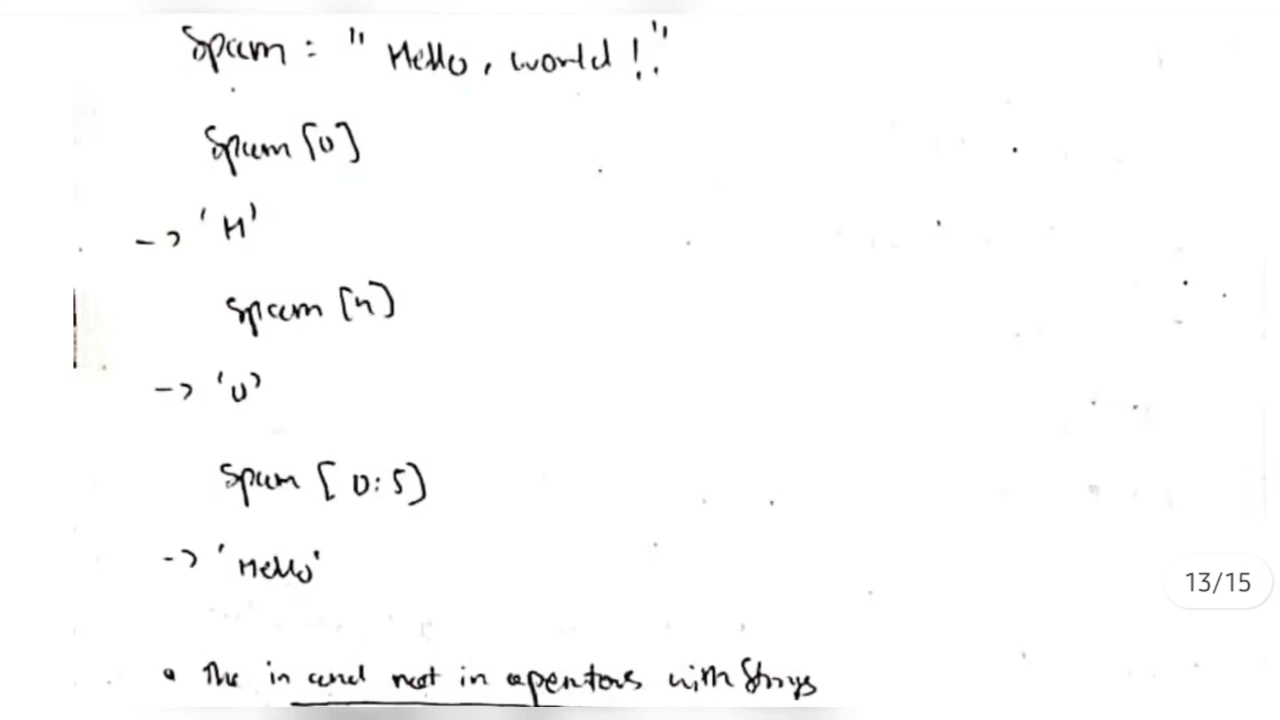 Spam = "Hello, world!"
Spam [0]
-> 'H'
Spam [4]
-> 'o'
Spam [0:5]
-> 'Hello'
• The in and not in operators with Strings
13/15